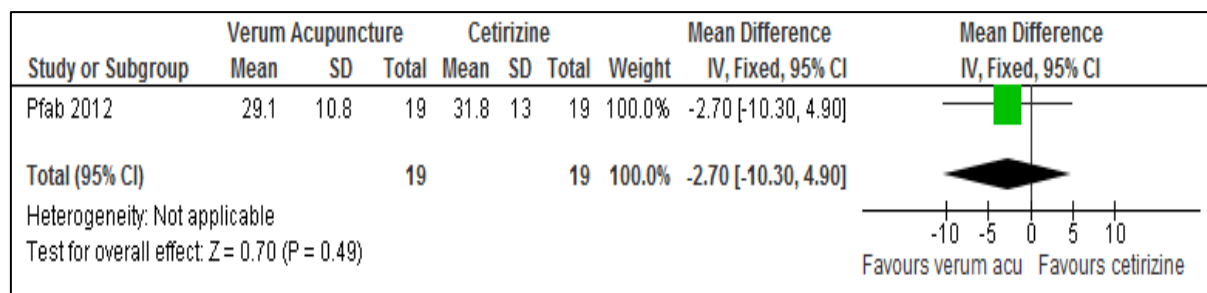 Verum Acupuncture Cetirizine Mean Difference Mean Difference
Study or Subgroup Mean SD Total Mean SD Total Weight IV, Fixed, 95% CI IV, Fixed, 95% CI
Pfab 2012 29.1 10.8 19 31.8 13 19 100.0% -2.70 [-10.30, 4.90]
Total (95% CI) 19 19 100.0% -2.70 [-10.30, 4.90]
Heterogeneity: Not applicable
Test for overall effect: Z = 0.70 (P = 0.49)
-10 -5 0 5 10
Favours verum acu Favours cetirizine